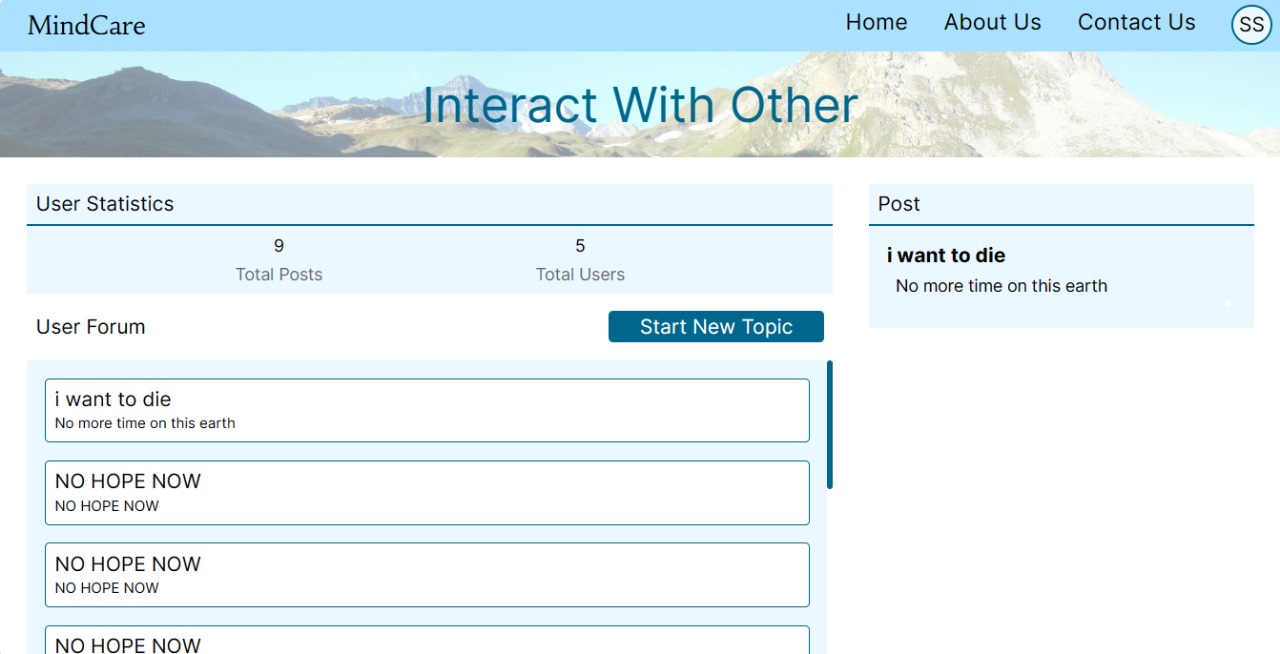 MindCare
Home
About Us
Contact Us
SS
Interact With Other
User Statistics
9
5
Total Posts
Total Users
User Forum
Start New Topic
i want to die
No more time on this earth
NO HOPE NOW
NO HOPE NOW
NO HOPE NOW
NO HOPE NOW
NO HOPE NOW
Post
i want to die
No more time on this earth